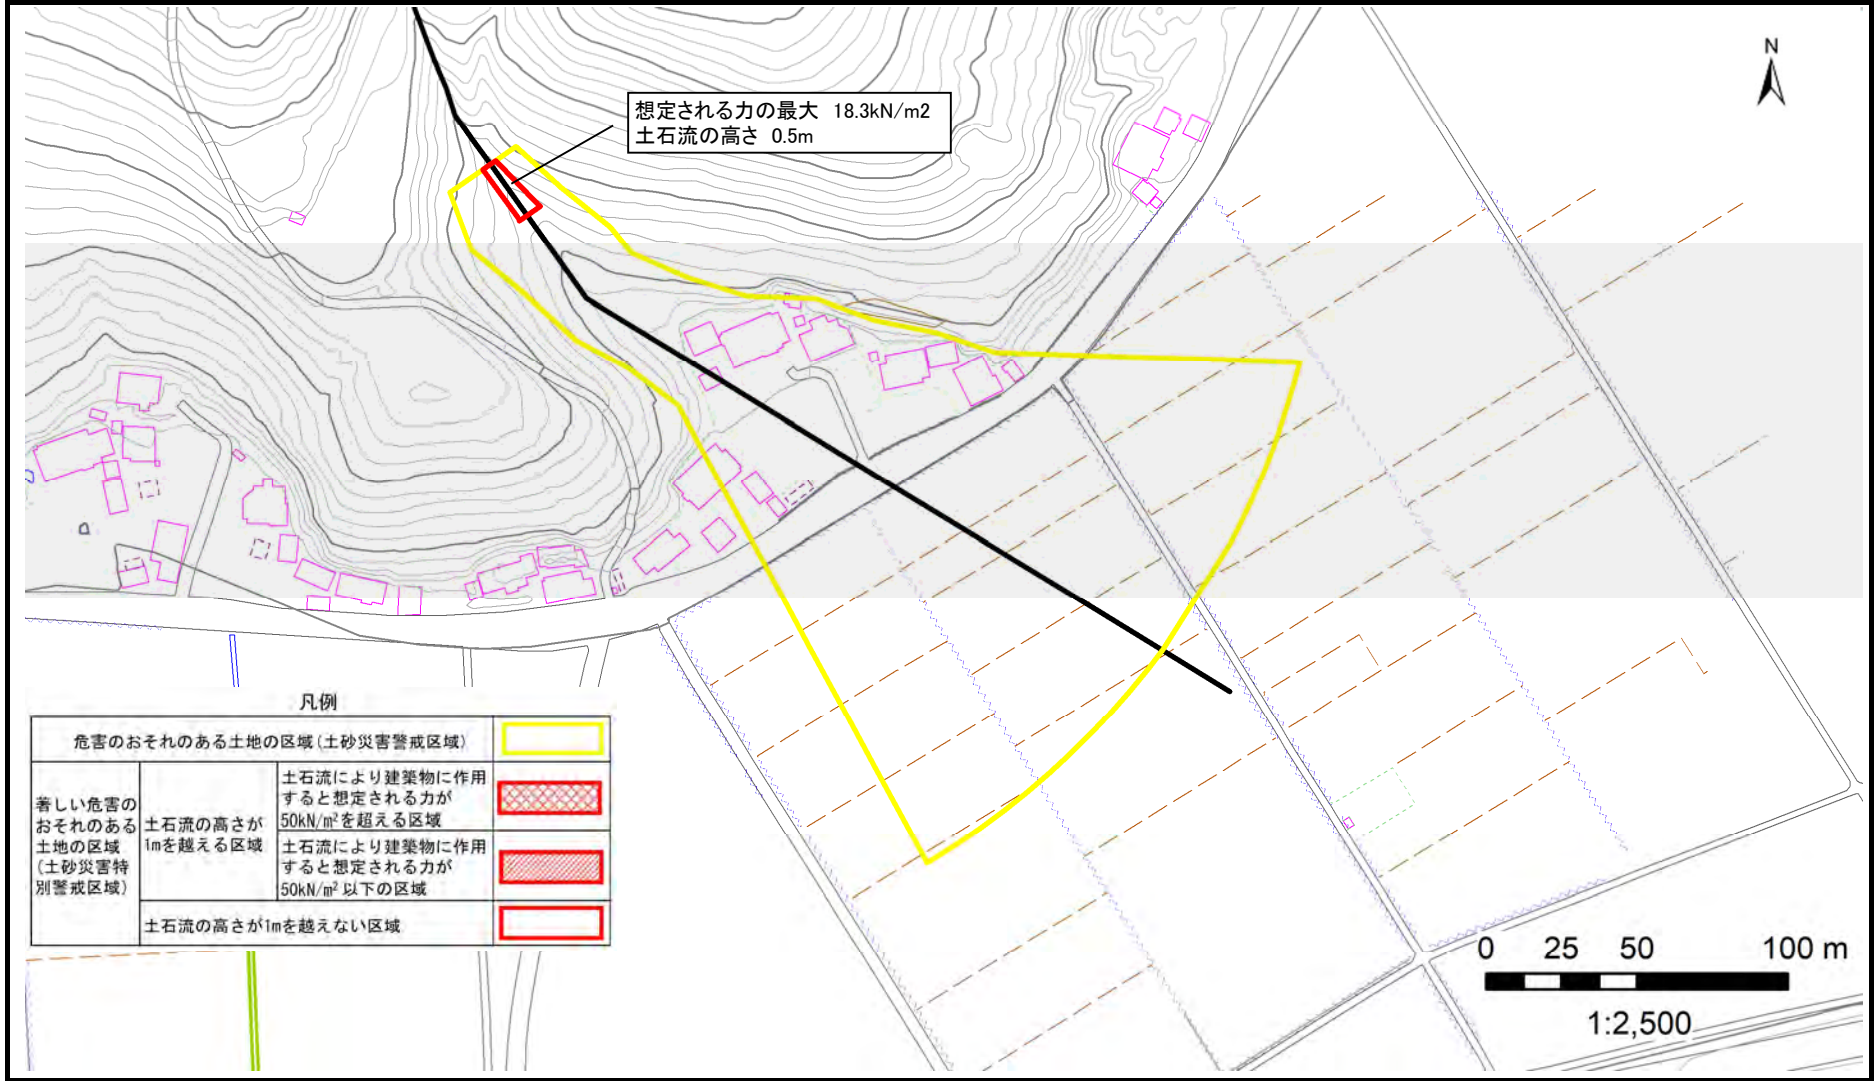 N
想定される力の最大 18.3kN/m2
土石流の高さ 0.5m
凡例
危害のおそれのある土地の区域(土砂災害警戒区域)
著しい危害の
おそれのある
土地の区域
(土砂災害特
別警戒区域)
土石流の高さが
1mを越える区域
土石流により建築物に作用
すると想定される力が
50kN/m²を超える区域
土石流により建築物に作用
すると想定される力が
50kN/m²以下の区域
土石流の高さが1mを越えない区域
0 25 50 100 m
1:2,500